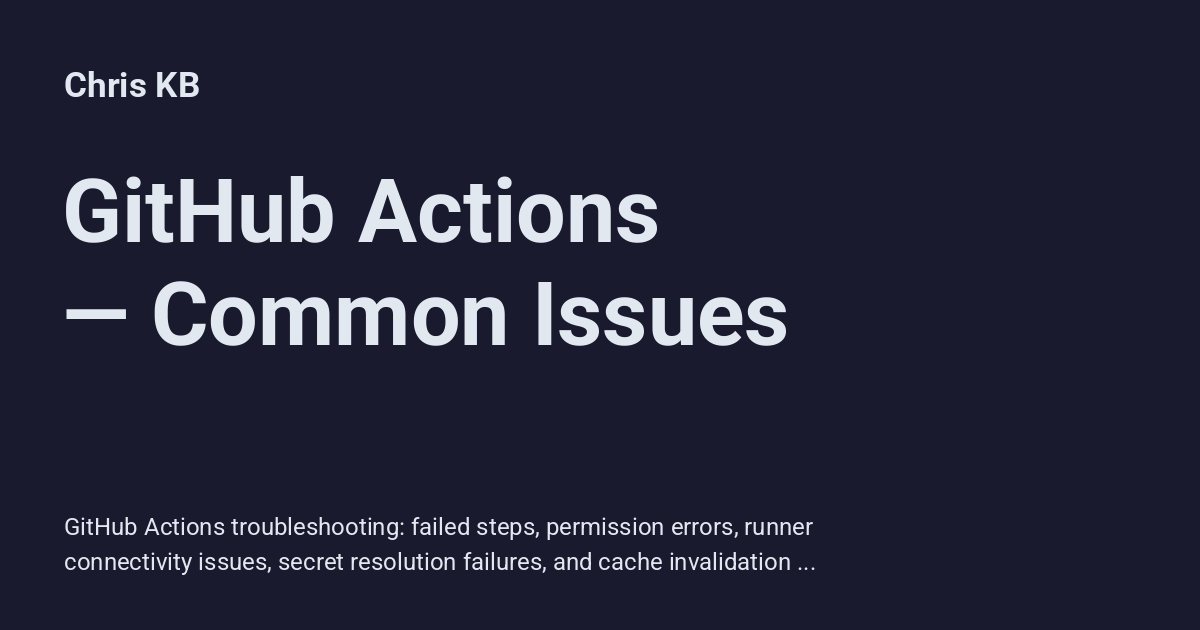 Chris KB
GitHub Actions
— Common Issues
GitHub Actions troubleshooting: failed steps, permission errors, runner
connectivity issues, secret resolution failures, and cache invalidation ...